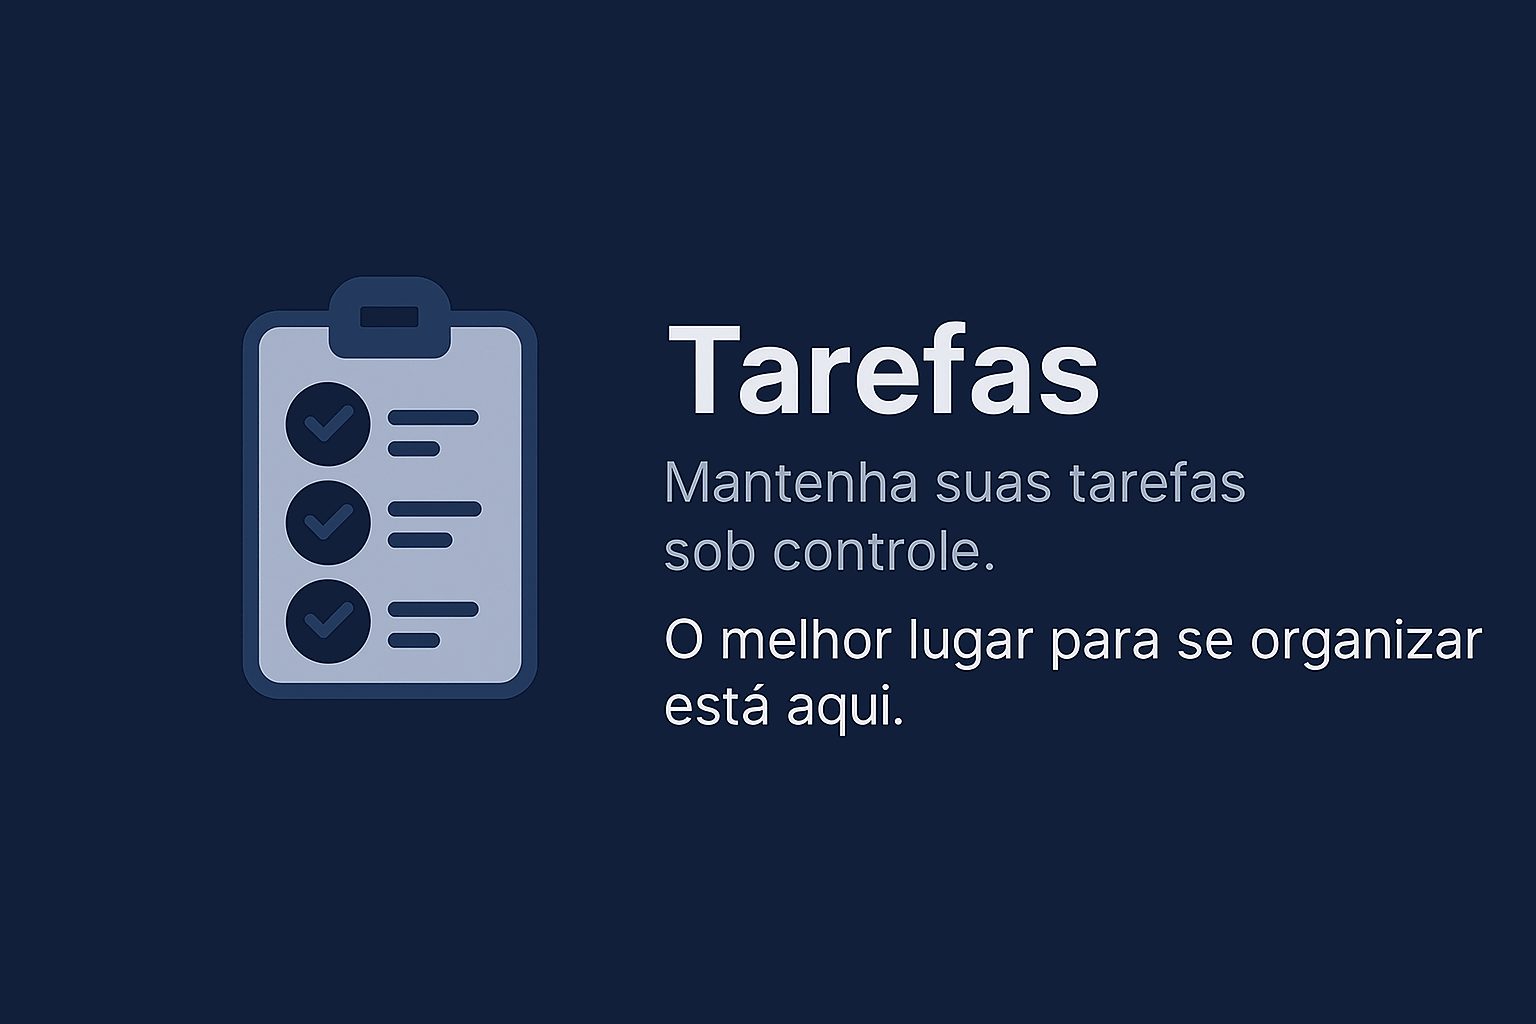 Tarefas
Mantenha suas tarefas
sob controle.
O melhor lugar para se organizar
está aqui.